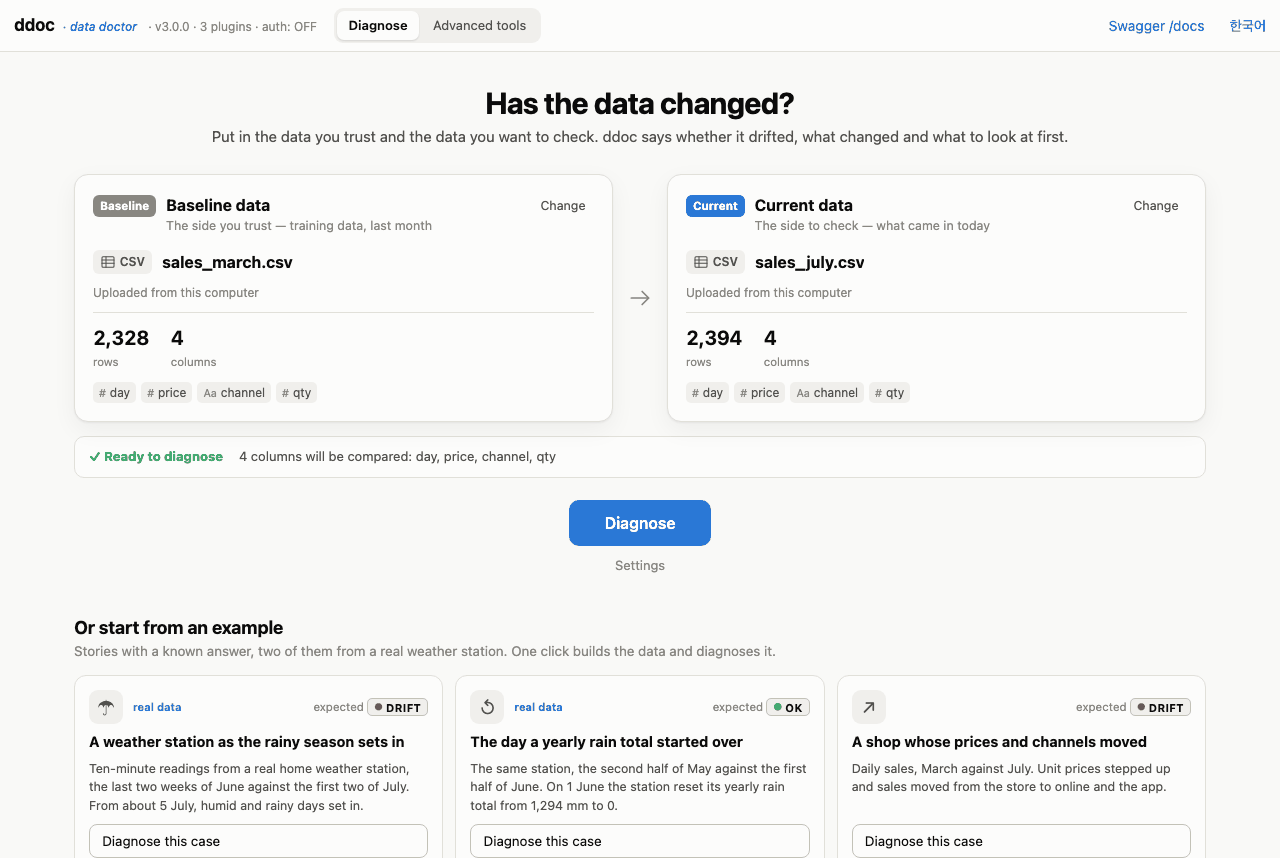 ddoc · data doctor · v3.0.0 · 3 plugins · auth: OFF Diagnose Advanced tools Swagger /docs 한국어
Has the data changed?
Put in the data you trust and the data you want to check. ddoc says whether it drifted, what changed and what to look at first.
Baseline Baseline data Change
The side you trust — training data, last month
CSV sales_march.csv
Uploaded from this computer
2,328 4
rows columns
# day # price Aa channel # qty
Current Current data Change
The side to check — what came in today
CSV sales_july.csv
Uploaded from this computer
2,394 4
rows columns
# day # price Aa channel # qty
Ready to diagnose 4 columns will be compared: day, price, channel, qty
Diagnose
Settings
Or start from an example
Stories with a known answer, two of them from a real weather station. One click builds the data and diagnoses it.
real data expected DRIFT
A weather station as the rainy season sets in
Ten-minute readings from a real home weather station,
the last two weeks of June against the first two of July.
From about 5 July, humid and rainy days set in.
Diagnose this case
real data expected OK
The day a yearly rain total started over
The same station, the second half of May against the first
half of June. On 1 June the station reset its yearly rain
total from 1,294 mm to 0.
Diagnose this case
expected DRIFT
A shop whose prices and channels moved
Daily sales, March against July. Unit prices stepped up
and sales moved from the store to online and the app.
Diagnose this case